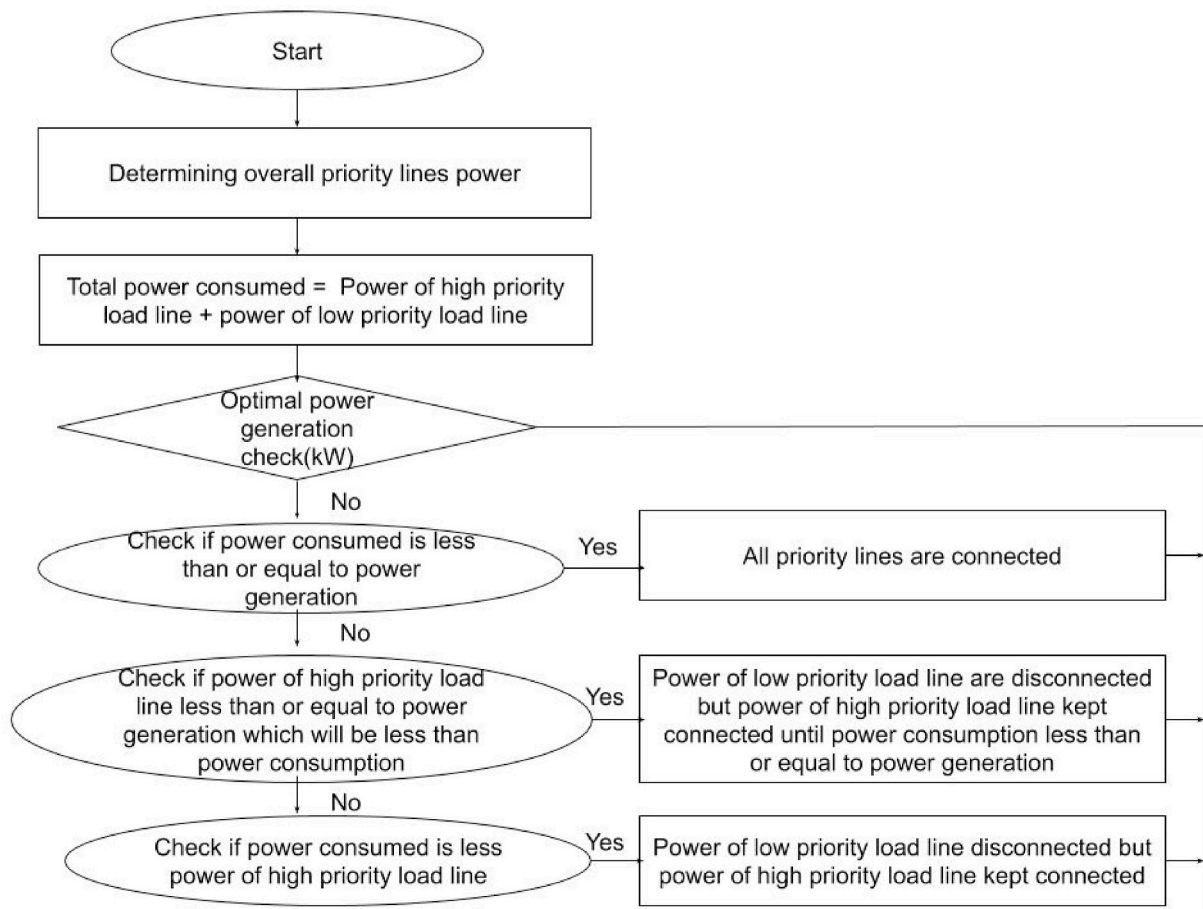 Start
Determining overall priority lines power
Total power consumed = Power of high priority
load line + power of low priority load line
Optimal power
generation
check(kW)
No
Check if power consumed is less
than or equal to power
generation
Yes
All priority lines are connected
No
Check if power of high priority load
line less than or equal to power
generation which will be less than
power consumption
Yes
Power of low priority load line are disconnected
but power of high priority load line kept
connected until power consumption less than
or equal to power generation
No
Check if power consumed is less
power of high priority load line
Yes
Power of low priority load line disconnected but
power of high priority load line kept connected